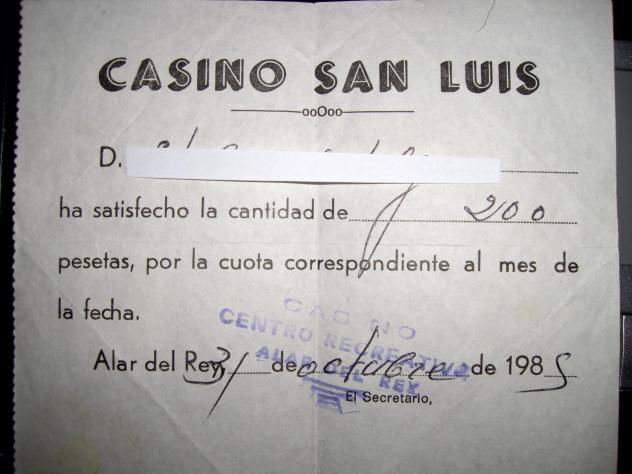 CASINO SAN LUIS
ooOoo
D.
ha satisfecho la cantidad de 200
pesetas, por la cuota correspondiente al mes de
la fecha.
CASINO
CENTRO RECREATIVO
ALAR DEL REY
Alar del Rey 31 de octubre de 1985
El Secretario,